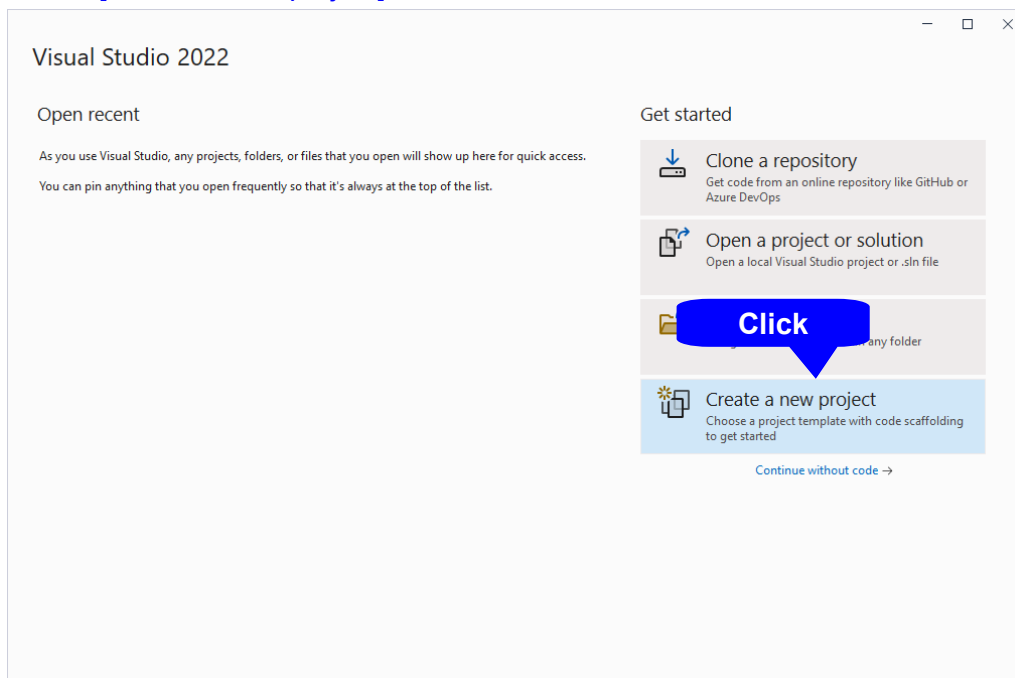 Visual Studio 2022
Open recent
As you use Visual Studio, any projects, folders, or files that you open will show up here for quick access.
You can pin anything that you open frequently so that it's always at the top of the list.
Get started
Clone a repository
Get code from an online repository like GitHub or
Azure DevOps
Open a project or solution
Open a local Visual Studio project or .sln file
Click
any folder
Create a new project
Choose a project template with code scaffolding
to get started
Continue without code →